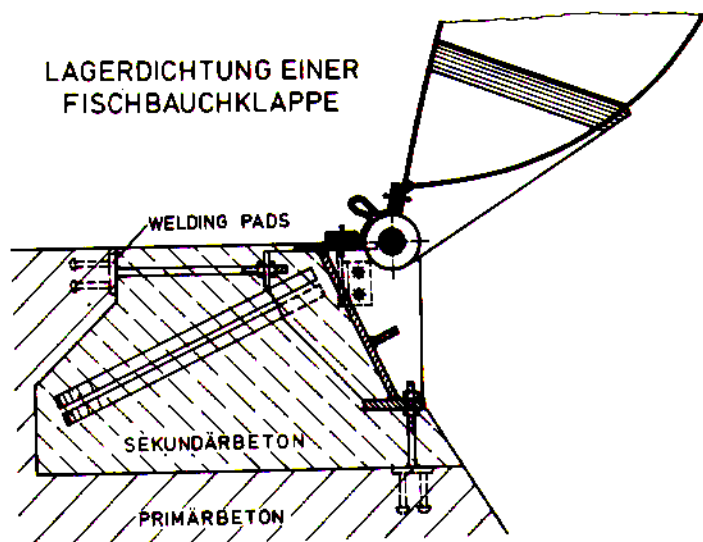 LAGERDICHTUNG EINER
FISCHBAUCHKLAPPE
WELDING PADS
SEKUNDÄRBETON
PRIMÄRBETON